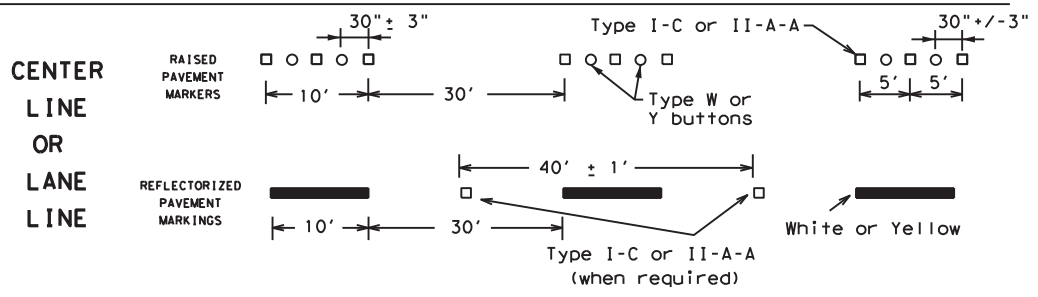 CENTER
LINE
OR
LANE
LINE
RAISED
PAVEMENT
MARKERS
30"± 3"
10'
30'
Type I-C or II-A-A
Type W or
Y buttons
30"+/-3"
5'
5'
REFLECTORIZED
PAVEMENT
MARKINGS
40' ± 1'
10'
30'
Type I-C or II-A-A
(when required)
White or Yellow